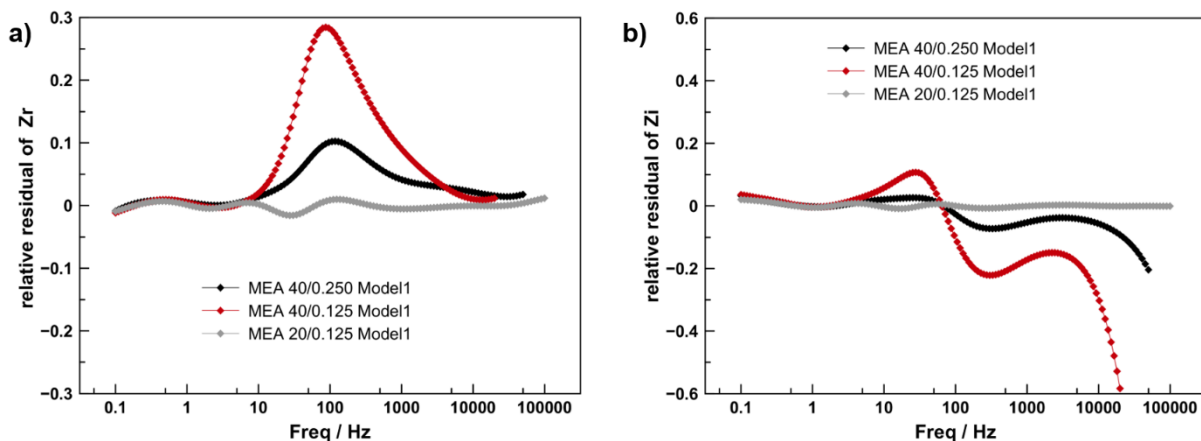 a)
relative residual of Zr
0.3
0.2
0.1
0
−0.1
−0.2
−0.3
MEA 40/0.250 Model1
MEA 40/0.125 Model1
MEA 20/0.125 Model1
0.1 1 10 100 1000 10000 100000
Freq / Hz
b)
relative residual of Zi
0.6
0.4
0.2
0
−0.2
−0.4
−0.6
MEA 40/0.250 Model1
MEA 40/0.125 Model1
MEA 20/0.125 Model1
0.1 1 10 100 1000 10000 100000
Freq / Hz